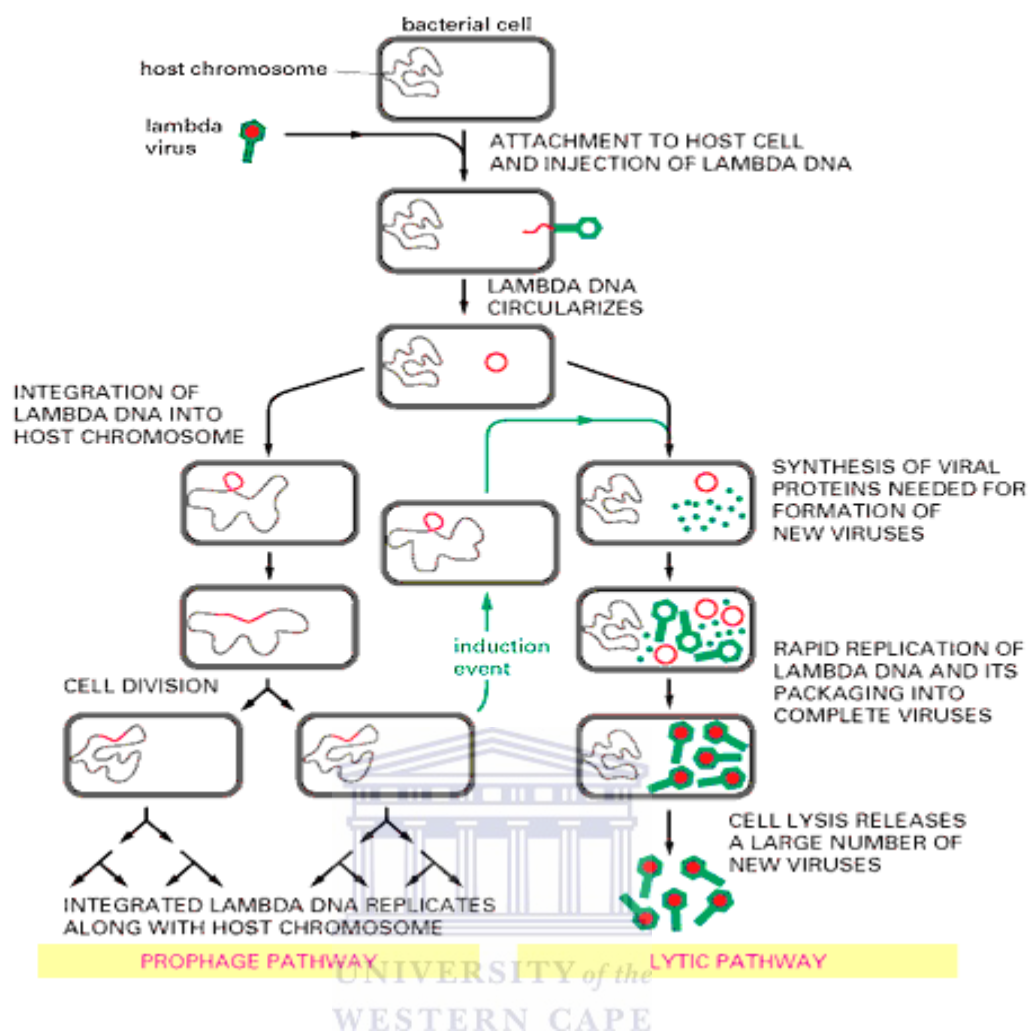 bacterial cell
host chromosome
lambda
virus
ATTACHMENT TO HOST CELL
AND INJECTION OF LAMBDA DNA
LAMBDA DNA
CIRCULARIZES
INTEGRATION OF
LAMBDA DNA INTO
HOST CHROMOSOME
SYNTHESIS OF VIRAL
PROTEINS NEEDED FOR
FORMATION OF
NEW VIRUSES
induction
event
RAPID REPLICATION OF
LAMBDA DNA AND ITS
PACKAGING INTO
COMPLETE VIRUSES
CELL DIVISION
CELL LYSIS RELEASES
A LARGE NUMBER OF
NEW VIRUSES
INTEGRATED LAMBDA DNA REPLICATES
ALONG WITH HOST CHROMOSOME
PROPHAGE PATHWAY
LYTIC PATHWAY
UNIVERSITY of the
WESTERN CAPE